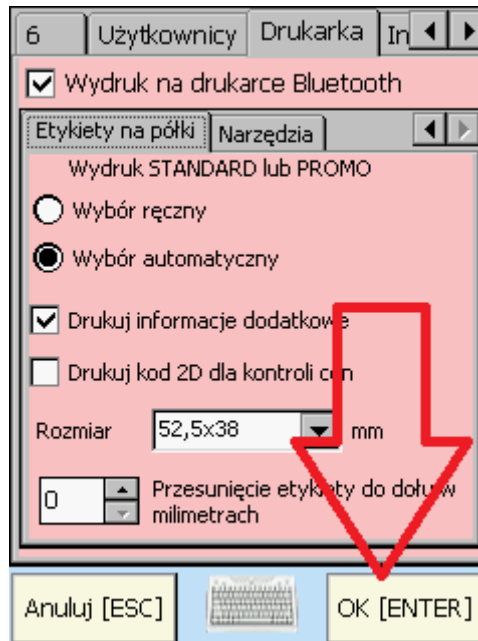 6 Użytkownicy Drukarka In
Wydruk na drukarce Bluetooth
Etykiety na półki Narzędzia
Wydruk STANDARD lub PROMO
Wybór ręczny
Wybór automatyczny
Drukuj informacje dodatkowe
Drukuj kod 2D dla kontroli cen
Rozmiar 52,5x38 mm
0 Przesunięcie etykiety do dołu w
milimetrach
Anuluj [ESC] OK [ENTER]